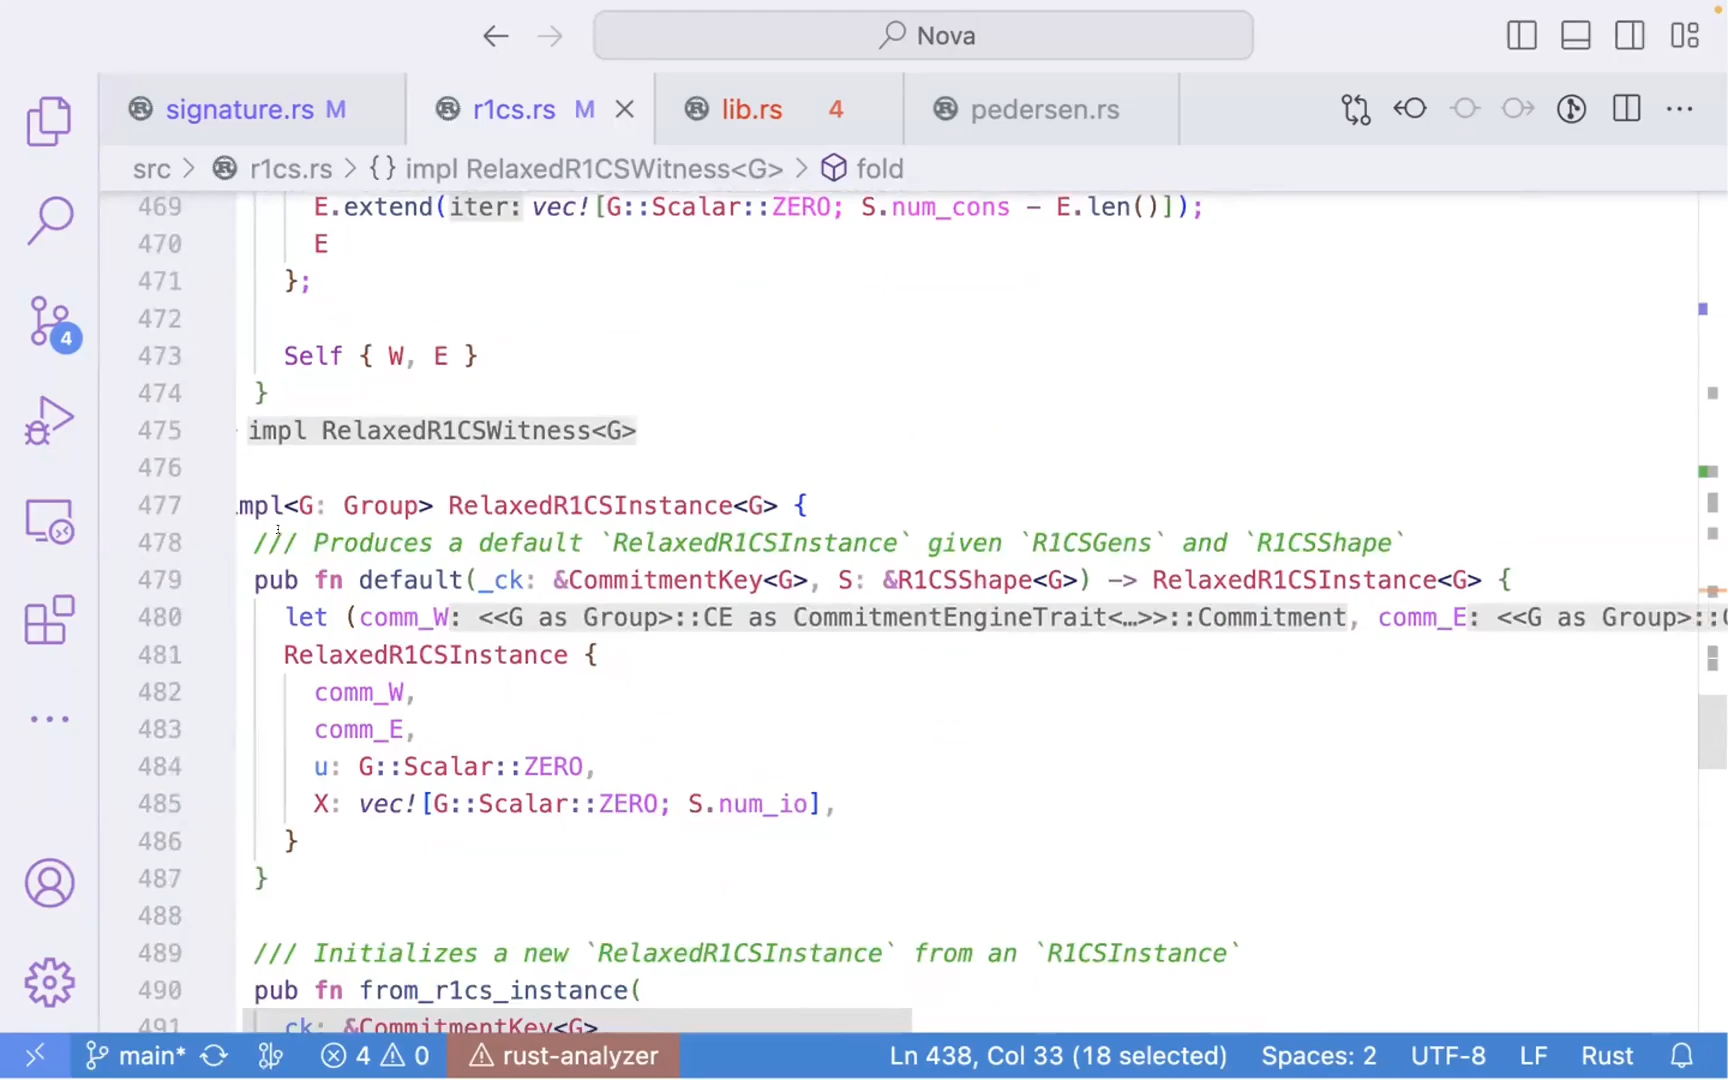 Nova
signature.rs M
r1cs.rs M
lib.rs 4
pedersen.rs
src > r1cs.rs > {} impl RelaxedR1CSWitness<G> > fold
469 E.extend(iter: vec![G::Scalar::ZERO; S.num_cons - E.len()]);
470 E
471 };
472
473 Self { W, E }
474 }
475 impl RelaxedR1CSWitness<G>
476
477 impl<G: Group> RelaxedR1CSInstance<G> {
478 /// Produces a default `RelaxedR1CSInstance` given `R1CSGens` and `R1CSShape`
479 pub fn default(_ck: &CommitmentKey<G>, S: &R1CSShape<G>) -> RelaxedR1CSInstance<G> {
480 let (comm_W: <<G as Group>::CE as CommitmentEngineTrait<…>>::Commitment, comm_E: <<G as Group>::C
481 RelaxedR1CSInstance {
482 comm_W,
483 comm_E,
484 u: G::Scalar::ZERO,
485 X: vec![G::Scalar::ZERO; S.num_io],
486 }
487 }
488
489 /// Initializes a new `RelaxedR1CSInstance` from an `R1CSInstance`
490 pub fn from_r1cs_instance(
491 ck: &CommitmentKey<G>
4
main* 4 0 rust-analyzer Ln 438, Col 33 (18 selected) Spaces: 2 UTF-8 LF Rust